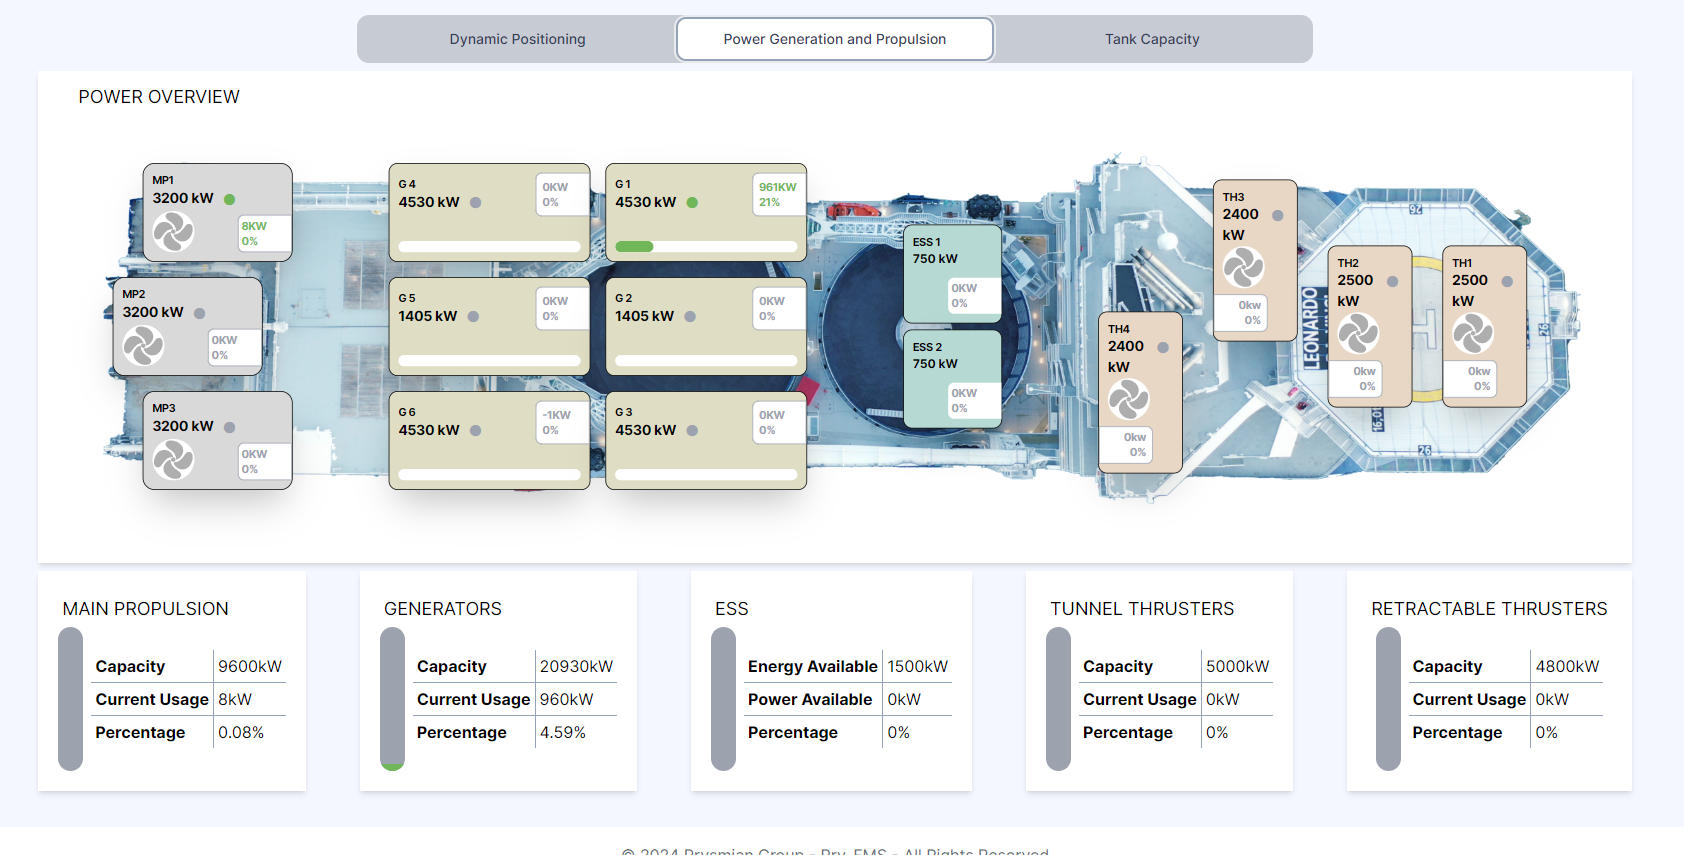 Dynamic Positioning
Power Generation and Propulsion
Tank Capacity
POWER OVERVIEW
MP1
3200 kW
8KW
0%
MP2
3200 kW
0KW
0%
MP3
3200 kW
0KW
0%
G 4
4530 kW
0KW
0%
G 1
4530 kW
961KW
21%
G 5
1405 kW
0KW
0%
G 2
1405 kW
0KW
0%
G 6
4530 kW
-1KW
0%
G 3
4530 kW
0KW
0%
ESS 1
750 kW
0KW
0%
ESS 2
750 kW
0KW
0%
TH4
2400
kW
0kw
0%
TH3
2400
kW
0kw
0%
TH2
2500
kW
0kw
0%
TH1
2500
kW
0kw
0%
LEONARDO
26
26
26
H
MAIN PROPULSION
Capacity 9600kW
Current Usage 8kW
Percentage 0.08%
GENERATORS
Capacity 20930kW
Current Usage 960kW
Percentage 4.59%
ESS
Energy Available 1500kW
Power Available 0kW
Percentage 0%
TUNNEL THRUSTERS
Capacity 5000kW
Current Usage 0kW
Percentage 0%
RETRACTABLE THRUSTERS
Capacity 4800kW
Current Usage 0kW
Percentage 0%
© 2024 Prysmian Group - Pry-EMS - All Rights Reserved